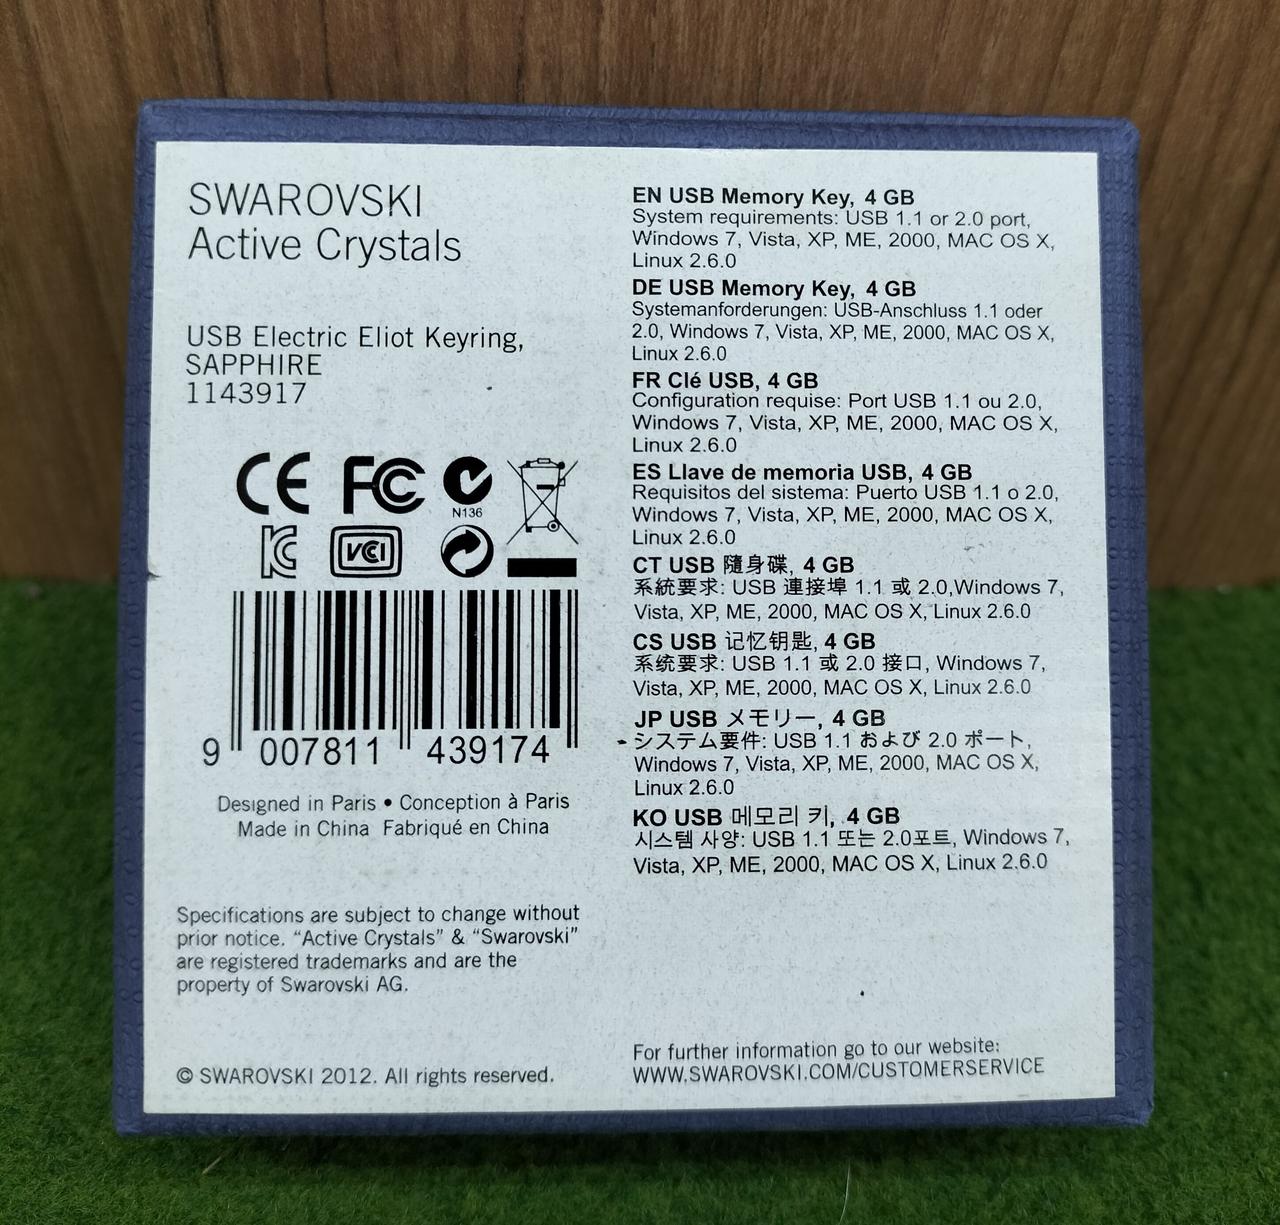 SWAROVSKI
Active Crystals
USB Electric Eliot Keyring,
SAPPHIRE
1143917
CE FC N136
KC VCCI
9 007811 439174
Designed in Paris • Conception à Paris
Made in China Fabriqué en China
Specifications are subject to change without
prior notice. “Active Crystals” & “Swarovski”
are registered trademarks and are the
property of Swarovski AG.
© SWAROVSKI 2012. All rights reserved.
EN USB Memory Key, 4 GB
System requirements: USB 1.1 or 2.0 port,
Windows 7, Vista, XP, ME, 2000, MAC OS X,
Linux 2.6.0
DE USB Memory Key, 4 GB
Systemanforderungen: USB-Anschluss 1.1 oder
2.0, Windows 7, Vista, XP, ME, 2000, MAC OS X,
Linux 2.6.0
FR Clé USB, 4 GB
Configuration requise: Port USB 1.1 ou 2.0,
Windows 7, Vista, XP, ME, 2000, MAC OS X,
Linux 2.6.0
ES Llave de memoria USB, 4 GB
Requisitos del sistema: Puerto USB 1.1 o 2.0,
Windows 7, Vista, XP, ME, 2000, MAC OS X,
Linux 2.6.0
CT USB 隨身碟, 4 GB
系統要求: USB 連接埠 1.1 或 2.0,Windows 7,
Vista, XP, ME, 2000, MAC OS X, Linux 2.6.0
CS USB 记忆钥匙, 4 GB
系统要求: USB 1.1 或 2.0 接口, Windows 7,
Vista, XP, ME, 2000, MAC OS X, Linux 2.6.0
JP USB メモリー, 4 GB
システム要件: USB 1.1 および 2.0 ポート,
Windows 7, Vista, XP, ME, 2000, MAC OS X,
Linux 2.6.0
KO USB 메모리 키, 4 GB
시스템 사양: USB 1.1 또는 2.0포트, Windows 7,
Vista, XP, ME, 2000, MAC OS X, Linux 2.6.0
For further information go to our website:
WWW.SWAROVSKI.COM/CUSTOMERSERVICE